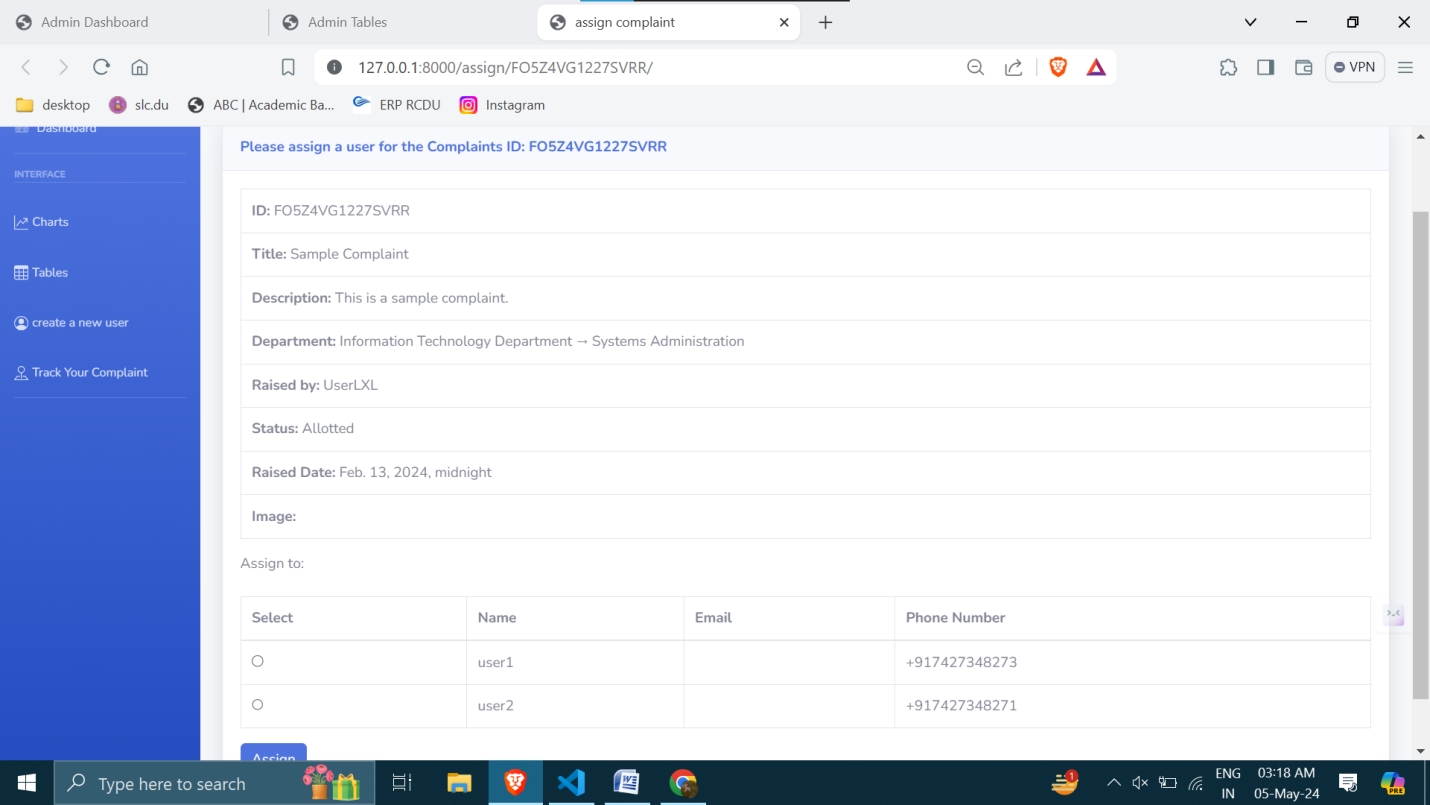 Admin Dashboard
Admin Tables
assign complaint
127.0.0.1:8000/assign/FO5Z4VG1227SVRR/
VPN
desktop
slc.du
ABC | Academic Ba...
ERP RCDU
Instagram
Dashboard
INTERFACE
Charts
Tables
create a new user
Track Your Complaint
Please assign a user for the Complaints ID: FO5Z4VG1227SVRR
ID: FO5Z4VG1227SVRR
Title: Sample Complaint
Description: This is a sample complaint.
Department: Information Technology Department → Systems Administration
Raised by: UserLXL
Status: Allotted
Raised Date: Feb. 13, 2024, midnight
Image:
Assign to:
Select Name Email Phone Number
user1 +917427348273
user2 +917427348271
Assign
Type here to search
1
ENG
IN
03:18 AM
05-May-24
PRE